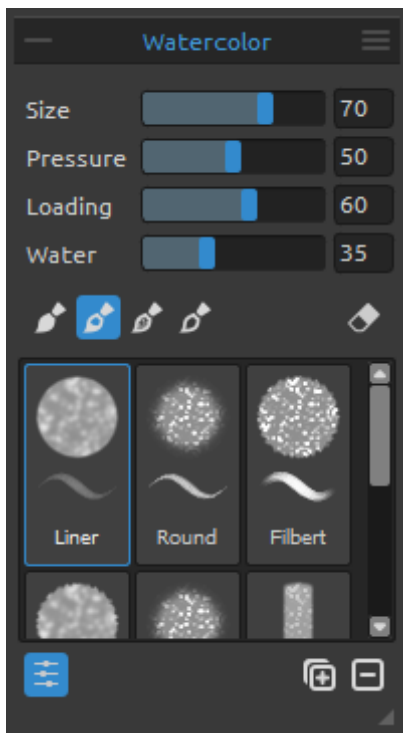 Watercolor
Size 70
Pressure 50
Loading 60
Water 35
Liner Round Filbert